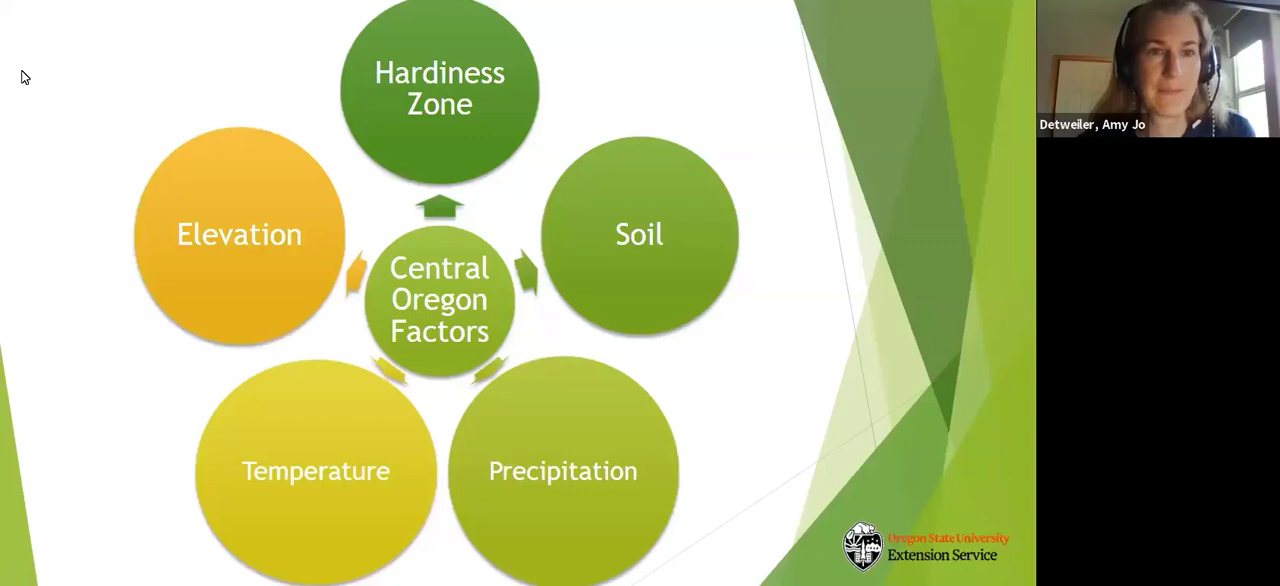 Hardiness
Zone
Elevation
Soil
Central
Oregon
Factors
Temperature
Precipitation
Oregon State University
Extension Service
Detweiler, Amy Jo